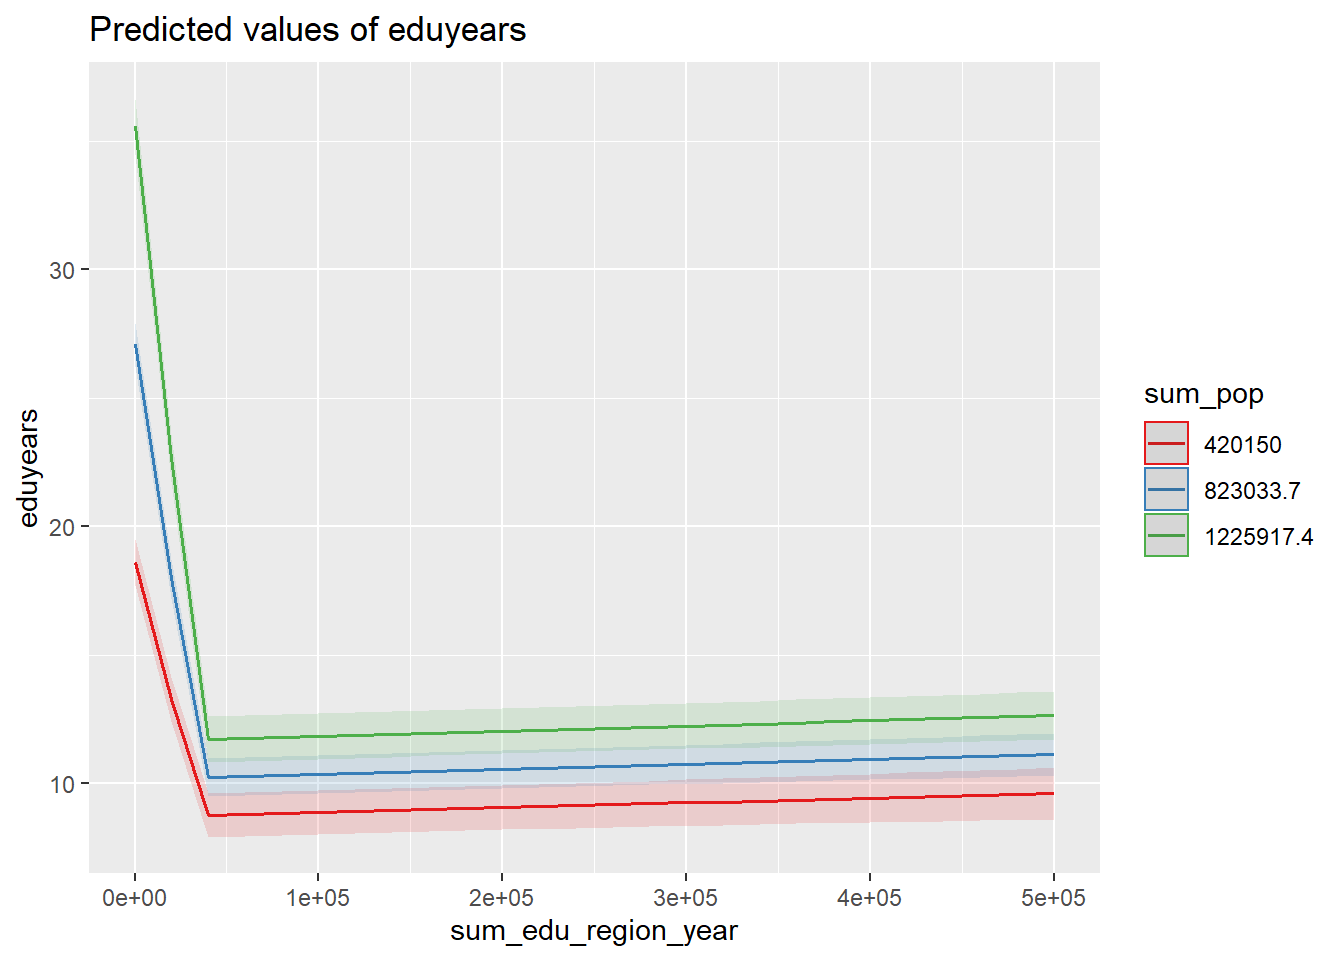 Predicted values of eduyears
30
20
10
eduyears
0e+00 1e+05 2e+05 3e+05 4e+05 5e+05
sum_edu_region_year
sum_pop
420150
823033.7
1225917.4